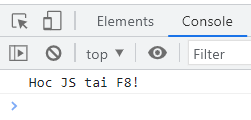 Elements Console
top Filter
Hoc JS tai F8!